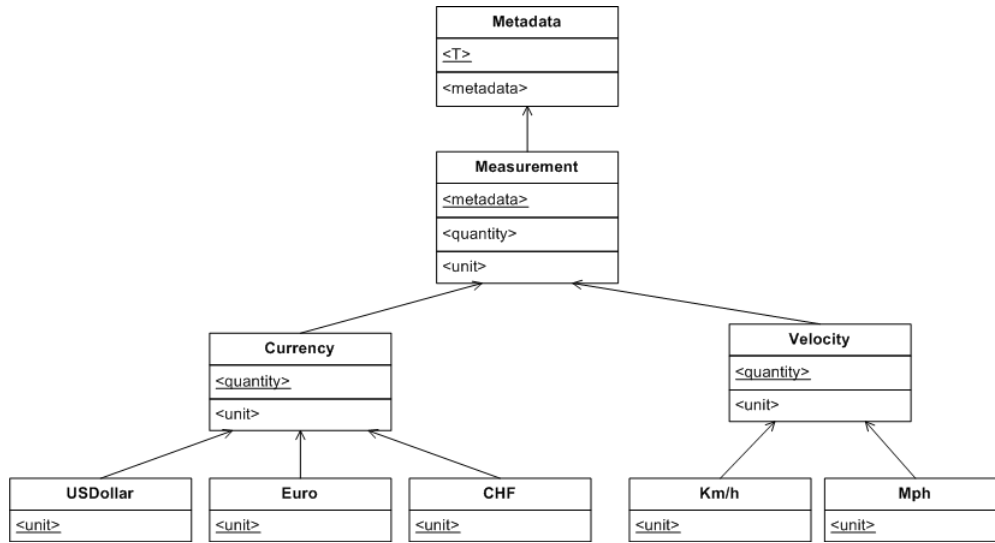 Metadata
<T>
<metadata>
Measurement
<metadata>
<quantity>
<unit>
Currency
<quantity>
<unit>
Velocity
<quantity>
<unit>
USDollar
<unit>
Euro
<unit>
CHF
<unit>
Km/h
<unit>
Mph
<unit>